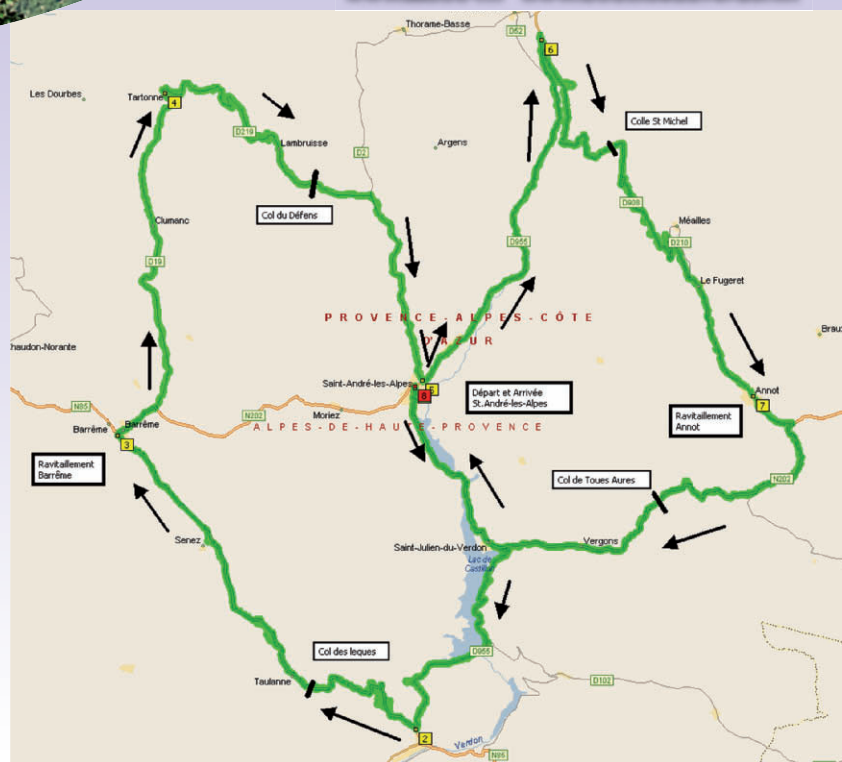 Thorame-Basse
D52
6
Les Dourbes
Tartonne
4
Colle St Michel
D219
Lambruisse
D2
Argens
Col du Défens
Clumanc
D908
Méailles
D210
D955
D19
Le Fugeret
PROVENCE-ALPES-CÔTE
D'AZUR
Braux
Chaudon-Norante
Saint-André-les-Alpes
5
8
Départ et Arrivée
St.André-les-Alpes
Annot
7
N85
N202
Moriez
Barrême
Barrême
ALPES-DE-HAUTE-PROVENCE
Ravitaillement
Annot
3
Ravitaillement
Barrême
Col de Toues Aures
N202
Senez
Saint-Julien-du-Verdon
Vergons
Lac de
Castillon
Col des leques
D955
Taulanne
D102
2
Verdon
N85